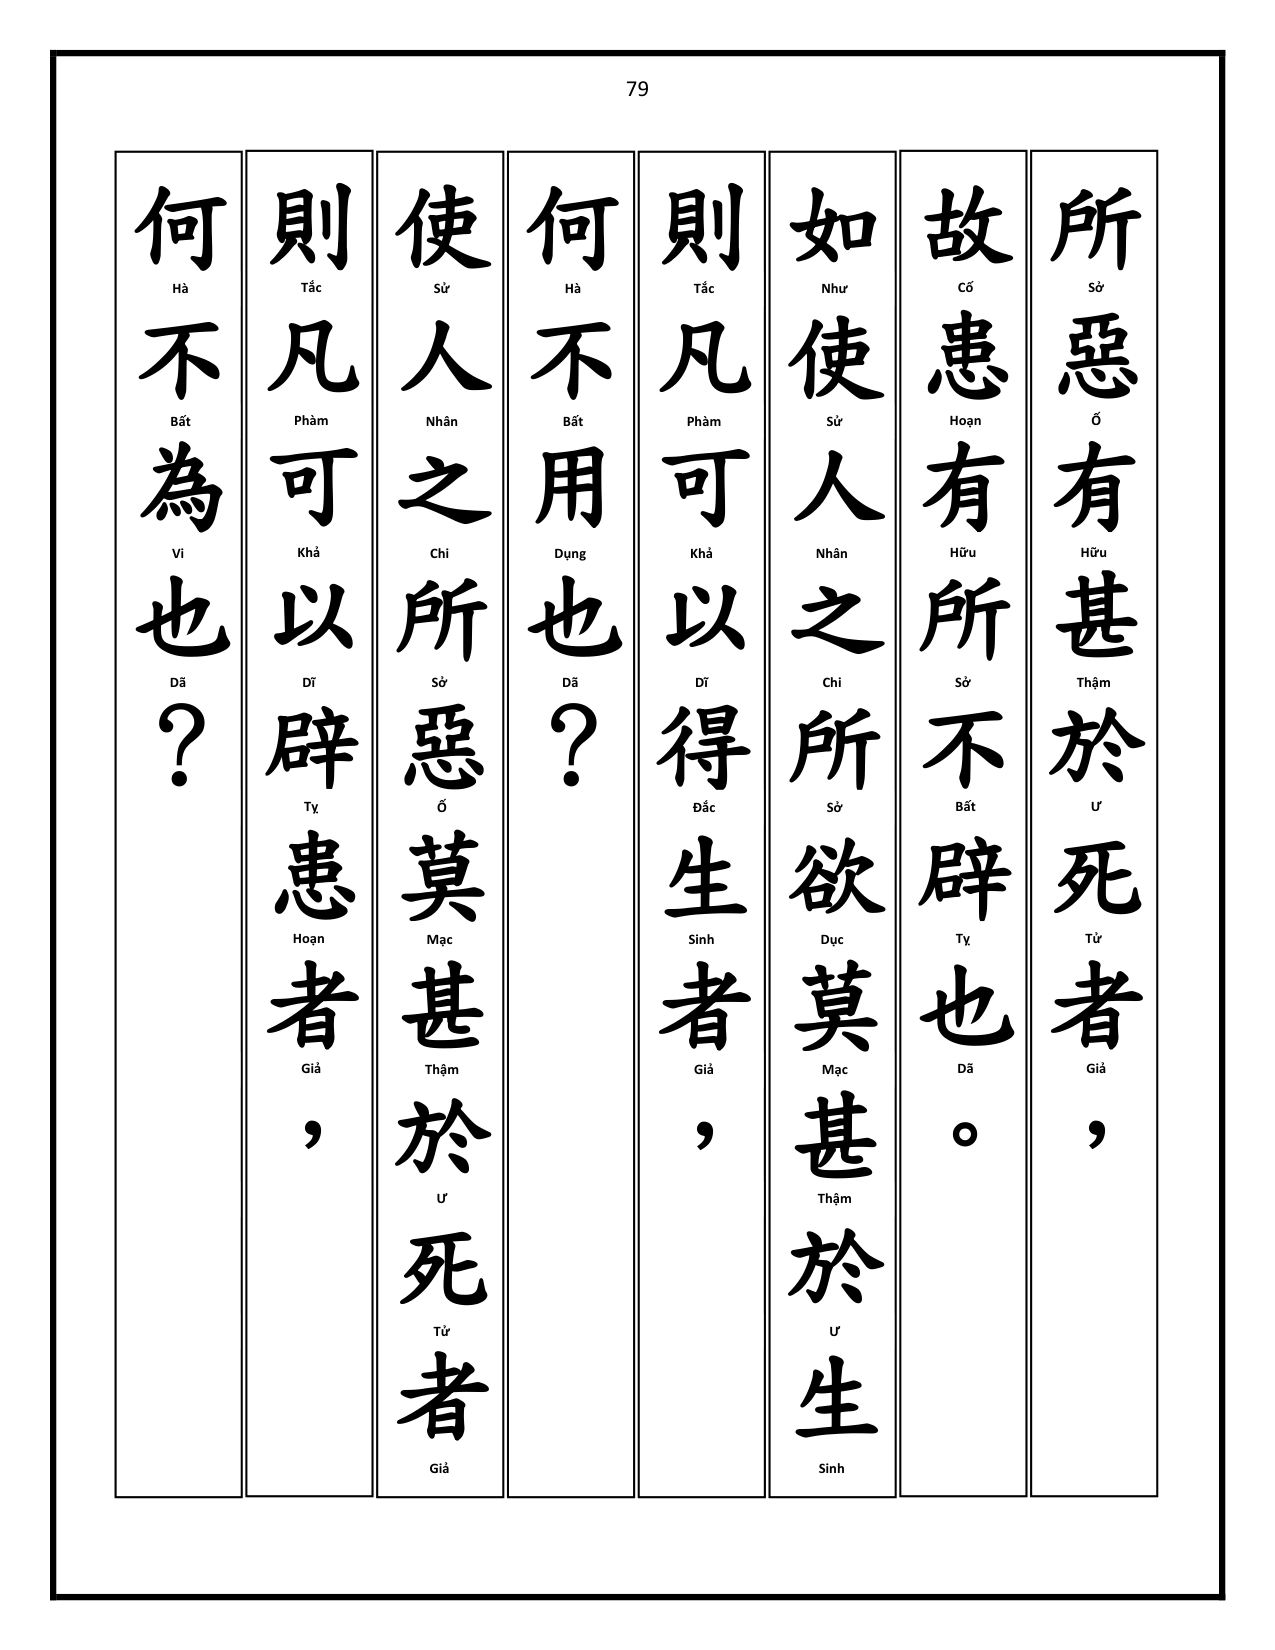 79
所惡有甚於死者，
Sở Ố Hữu Thậm Ư Tử Giả
故患有所不辟也。
Cố Hoạn Hữu Sở Bất Tỵ Dã
如使人之所欲莫甚於生
Như Sử Nhân Chi Sở Dục Mạc Thậm Ư Sinh
則凡可以得生者，
Tắc Phàm Khả Dĩ Đắc Sinh Giả
何不用也？
Hà Bất Dụng Dã
使人之所惡莫甚於死者
Sử Nhân Chi Sở Ố Mạc Thậm Ư Tử Giả
則凡可以辟患者，
Tắc Phàm Khả Dĩ Tỵ Hoạn Giả
何不為也？
Hà Bất Vi Dã